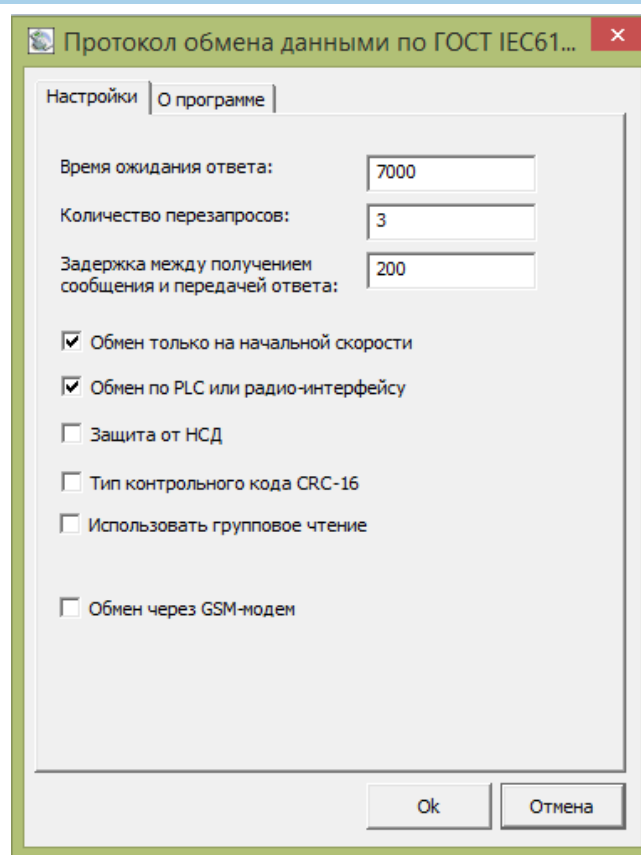 Протокол обмена данными по ГОСТ IEC61...
Настройки
О программе
Время ожидания ответа:
7000
Количество перезапросов:
3
Задержка между получением
сообщения и передачей ответа:
200
Обмен только на начальной скорости
Обмен по PLC или радио-интерфейсу
Защита от НСД
Тип контрольного кода CRC-16
Использовать групповое чтение
Обмен через GSM-модем
Ok
Отмена